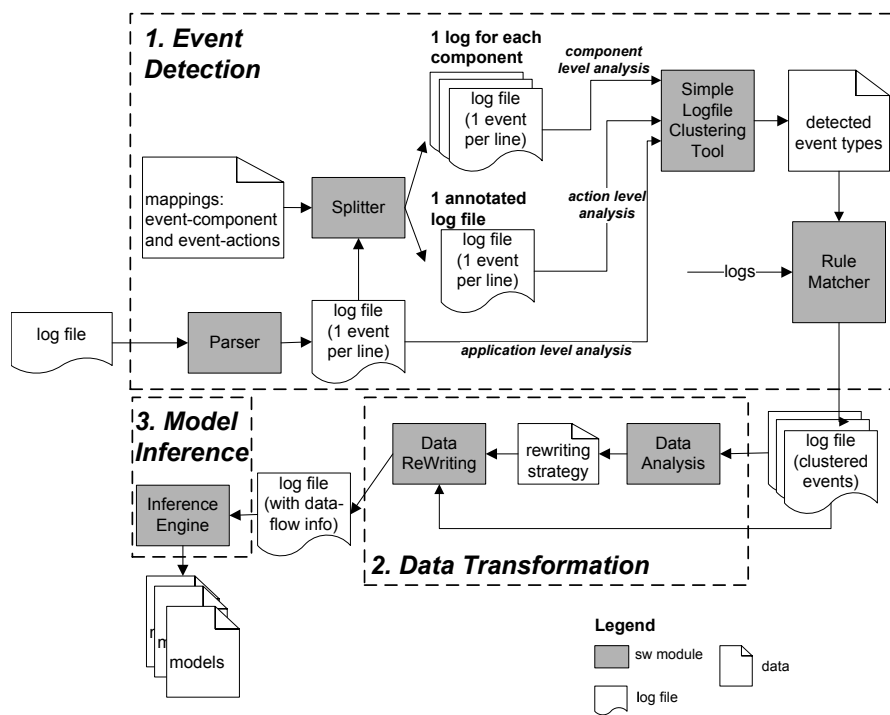 1. Event
Detection
1 log for each
component
component
level analysis
log file
(1 event
per line)
Simple
Logfile
Clustering
Tool
detected
event types
mappings:
event-component
and event-actions
Splitter
1 annotated
log file
action level
analysis
log file
(1 event
per line)
logs
Rule
Matcher
log file
Parser
log file
(1 event
per line)
application level analysis
3. Model
Inference
Inference
Engine
log file
(with data-
flow info)
Data
ReWriting
rewriting
strategy
Data
Analysis
log file
(clustered
events)
2. Data Transformation
m
m
models
Legend
sw module
data
log file